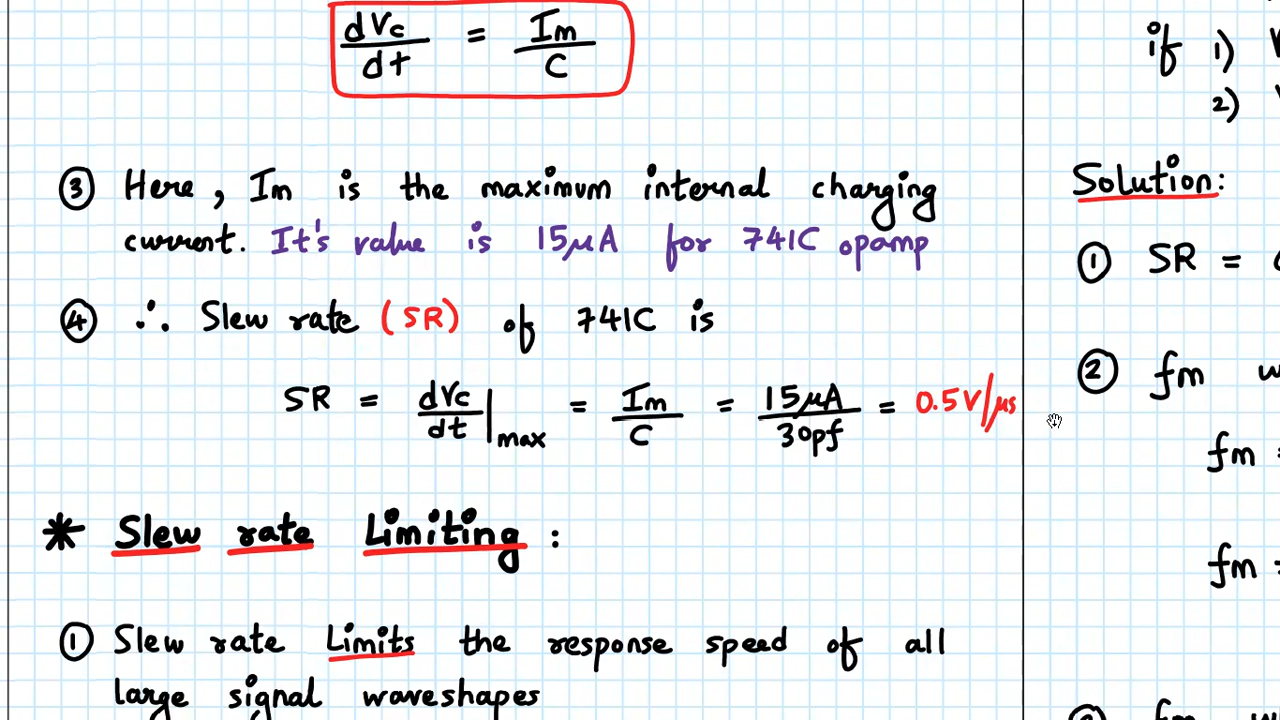 dVc/dt = Im/C
③ Here, Im is the maximum internal charging
current. It's value is 15μA for 741C opamp
④ ∴ Slew rate (SR) of 741C is
SR = dVc/dt|max = Im/C = 15μA/30pf = 0.5V/μs
* Slew rate Limiting :
① Slew rate Limits the response speed of all
large signal waveshapes
if 1)
2)
Solution:
① SR =
② fm
fm =
fm =
fm